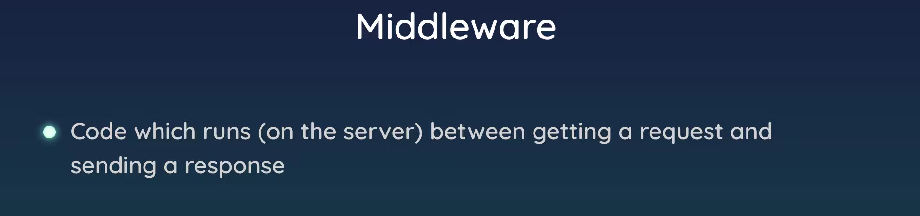 Middleware
Code which runs (on the server) between getting a request and
sending a response